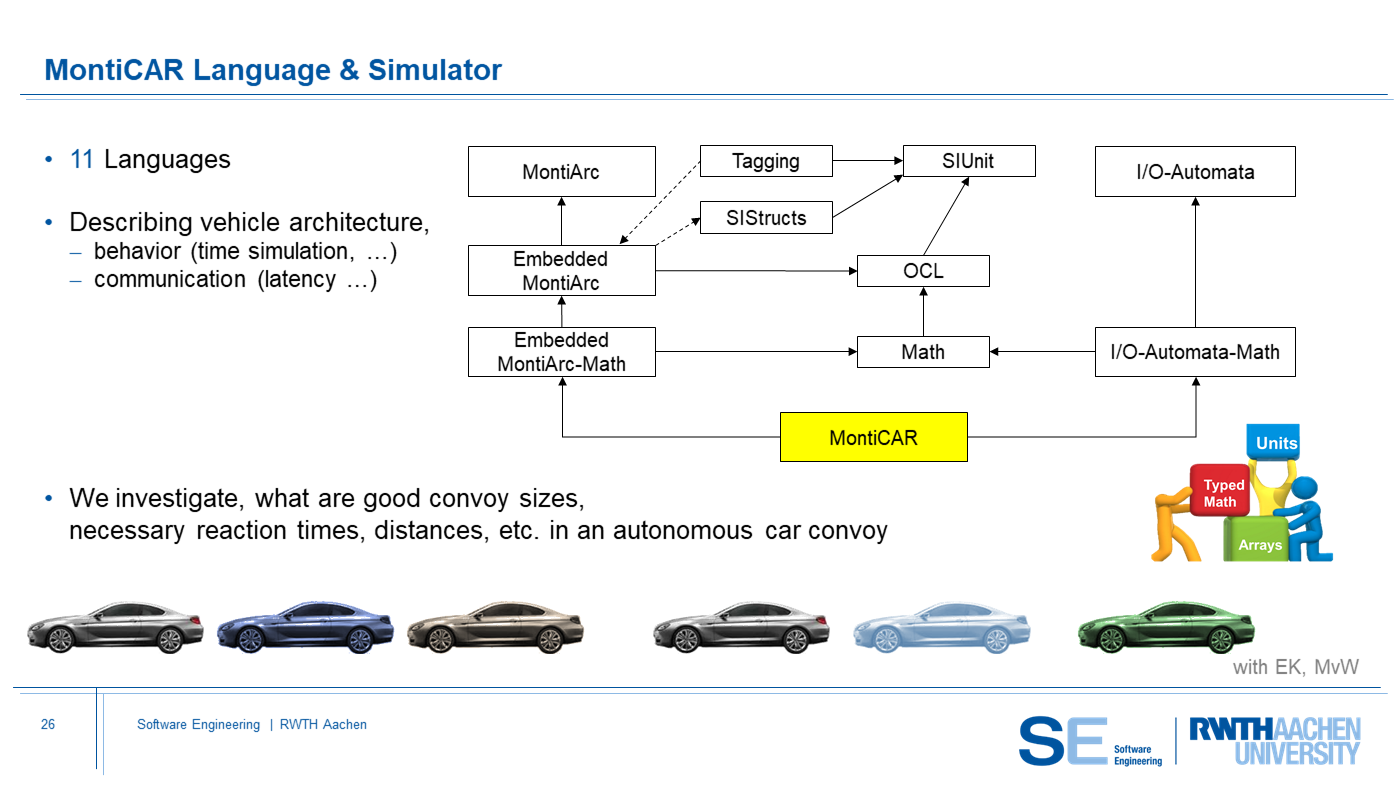 MontiCAR Language & Simulator
• 11 Languages
• Describing vehicle architecture,
– behavior (time simulation, …)
– communication (latency …)
MontiArc
Tagging
SIUnit
I/O-Automata
SIStructs
Embedded
MontiArc
OCL
Embedded
MontiArc-Math
Math
I/O-Automata-Math
MontiCAR
Units
Typed
Math
Arrays
• We investigate, what are good convoy sizes,
necessary reaction times, distances, etc. in an autonomous car convoy
with EK, MvW
26
Software Engineering | RWTH Aachen
SE Software
Engineering
RWTHAACHEN
UNIVERSITY